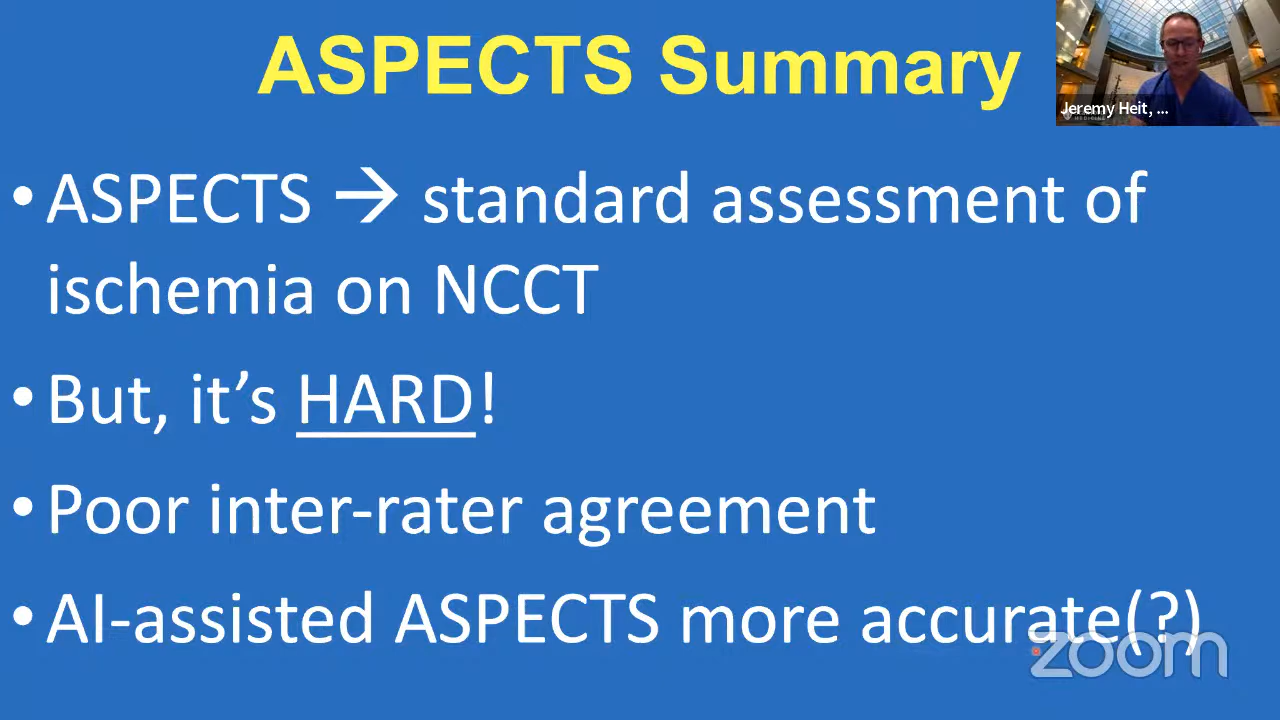 ASPECTS Summary
Jeremy Heit, ...
MEDICINE
• ASPECTS → standard assessment of
ischemia on NCCT
• But, it's HARD!
• Poor inter-rater agreement
• AI-assisted ASPECTS more accurate(?)
zoom